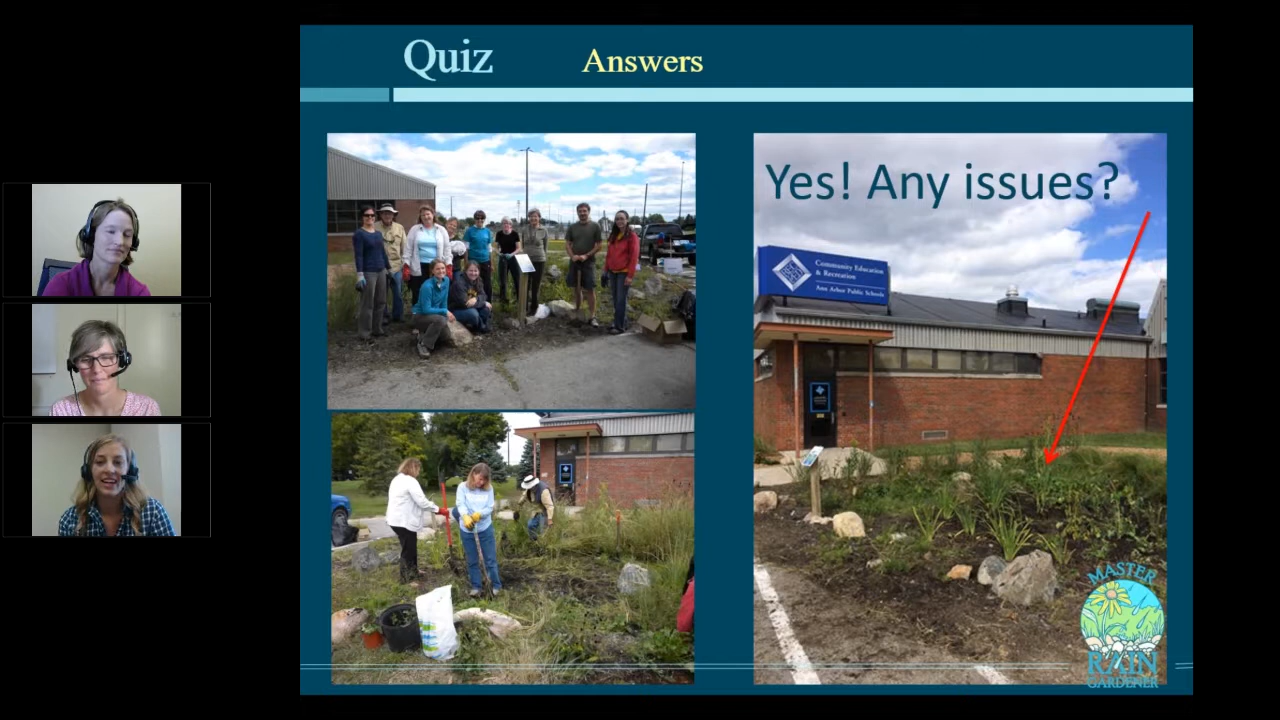 Quiz
Answers
Yes! Any issues?
Community Education
& Recreation
Ann Arbor Public Schools
MASTER
RAIN
GARDENER